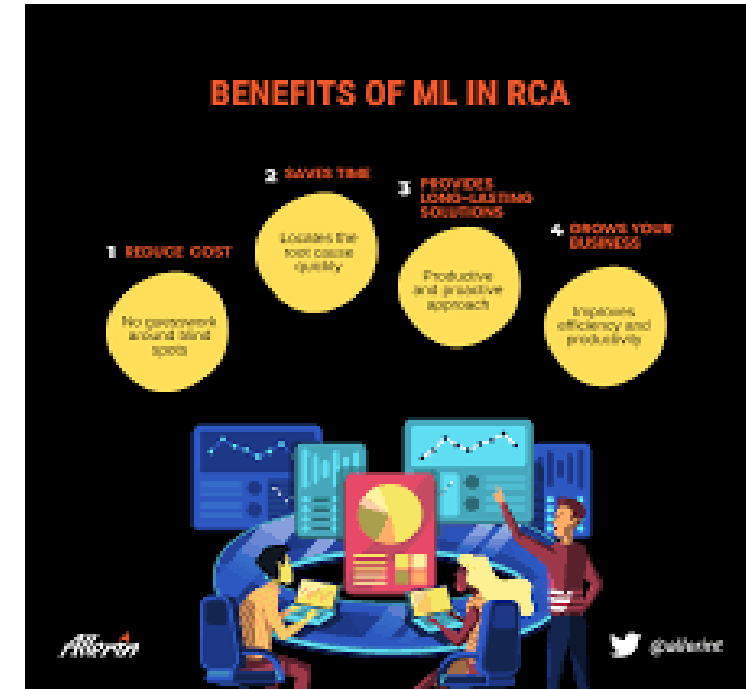 BENEFITS OF ML IN RCA
1 REDUCE COST
No guesswork
around blind
spots
2 SAVES TIME
Locates the
root cause
quickly
3 PROVIDES
LONG-LASTING
SOLUTIONS
Productive
and proactive
approach
4 GROWS YOUR
BUSINESS
Improves
efficiency and
productivity
Allerin